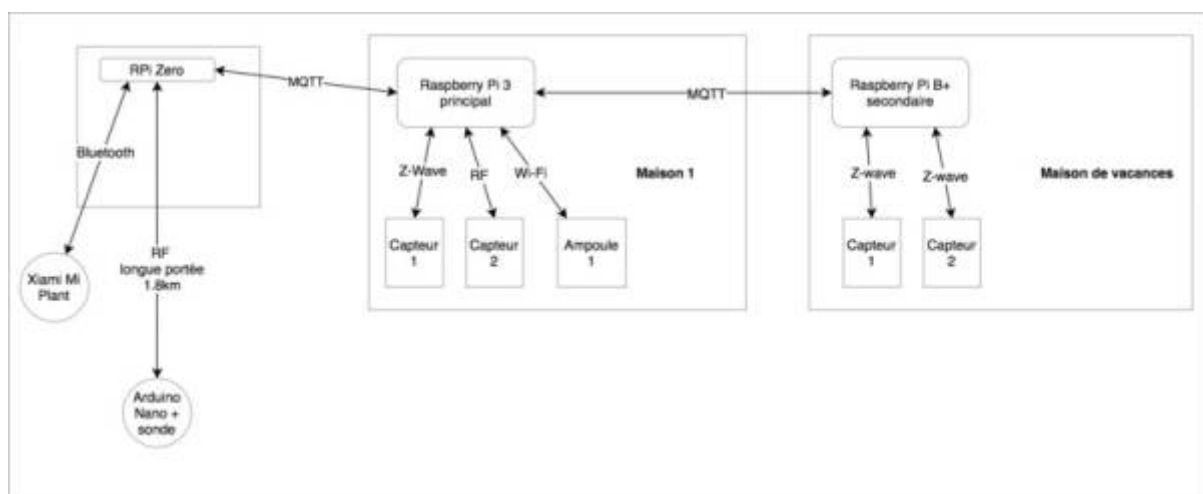 RPi Zero
MQTT
Raspberry Pi 3
principal
MQTT
Raspberry Pi B+
secondaire
Bluetooth
Z-Wave
RF
Wi-Fi
Maison 1
Z-wave
Z-wave
Maison de vacances
Capteur
1
Capteur
2
Ampoule
1
Capteur
1
Capteur
2
RF
longue portée
1.8km
Xiami Mi
Plant
Arduino
Nano +
sonde